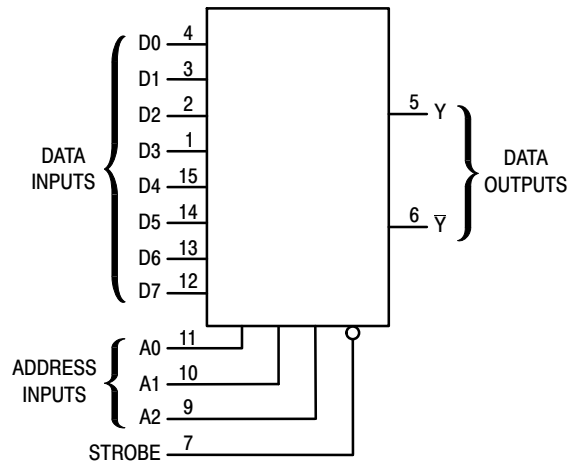 D0 4
D1 3
D2 2
D3 1
D4 15
D5 14
D6 13
D7 12
DATA
INPUTS
5 Y
6 Y̅
DATA
OUTPUTS
A0 11
A1 10
A2 9
ADDRESS
INPUTS
STROBE 7